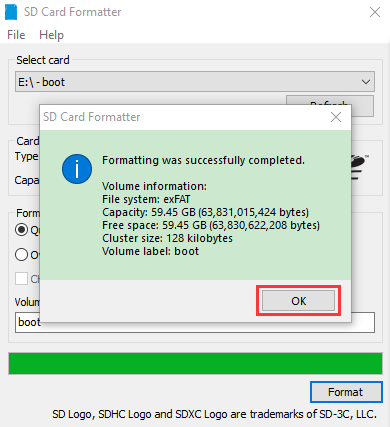 SD Card Formatter
File Help
Select card
E:\ - boot
SD Card Formatter
Formatting was successfully completed.
Volume information:
File system: exFAT
Capacity: 59.45 GB (63,831,015,424 bytes)
Free space: 59.45 GB (63,830,622,208 bytes)
Cluster size: 128 kilobytes
Volume label: boot
OK
Card
Type
Capa
Form
Volum
boot
Format
SD Logo, SDHC Logo and SDXC Logo are trademarks of SD-3C, LLC.